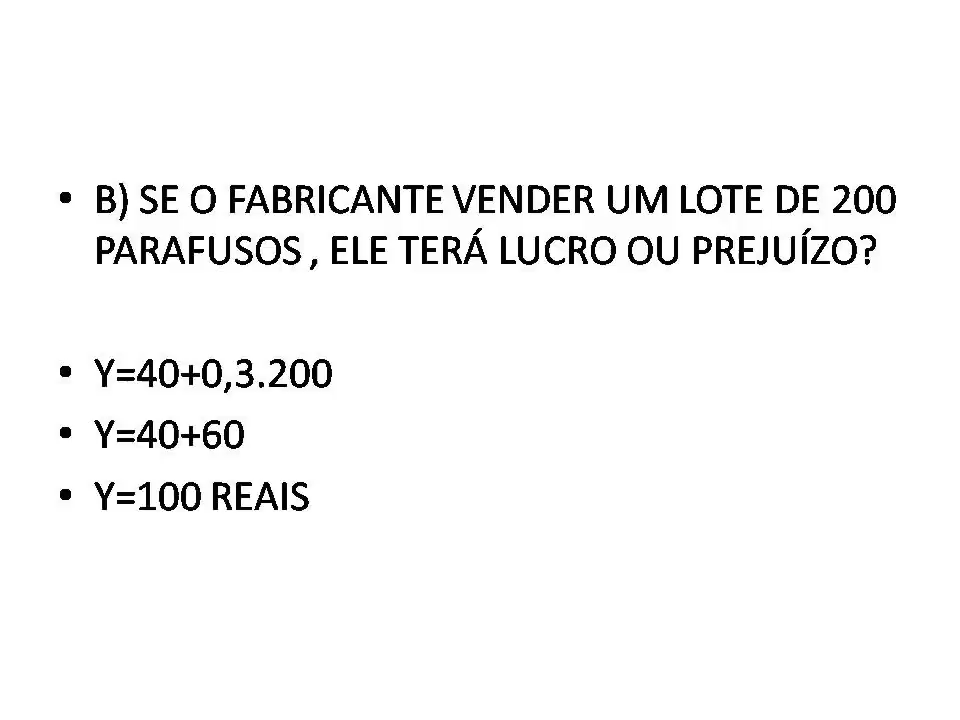 • B) SE O FABRICANTE VENDER UM LOTE DE 200
PARAFUSOS , ELE TERÁ LUCRO OU PREJUÍZO?
• Y=40+0,3.200
• Y=40+60
• Y=100 REAIS